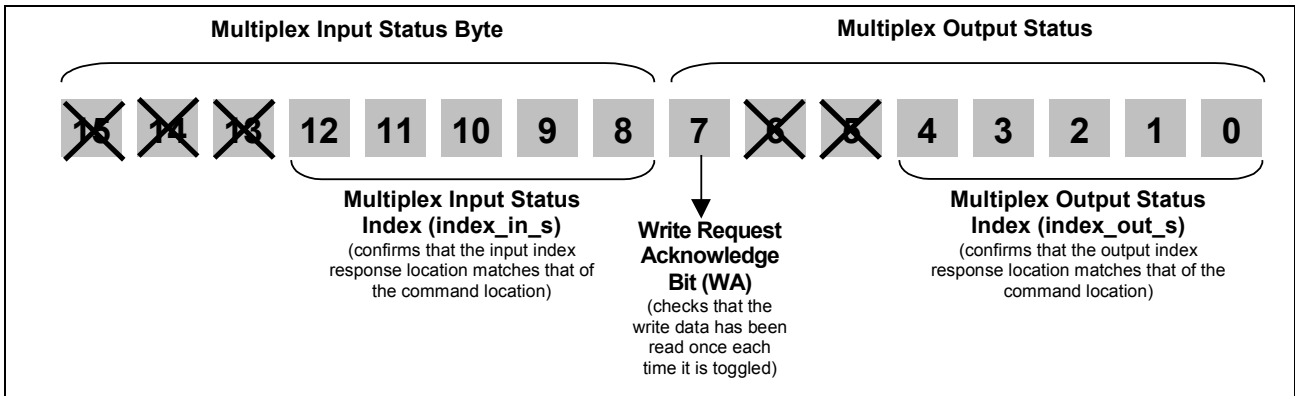 Multiplex Input Status Byte
Multiplex Output Status
15 14 13 12 11 10 9 8 7 6 5 4 3 2 1 0
Multiplex Input Status
Index (index_in_s)
(confirms that the input index
response location matches that of
the command location)
Write Request
Acknowledge
Bit (WA)
(checks that the
write data has been
read once each
time it is toggled)
Multiplex Output Status
Index (index_out_s)
(confirms that the output index
response location matches that of the
command location)